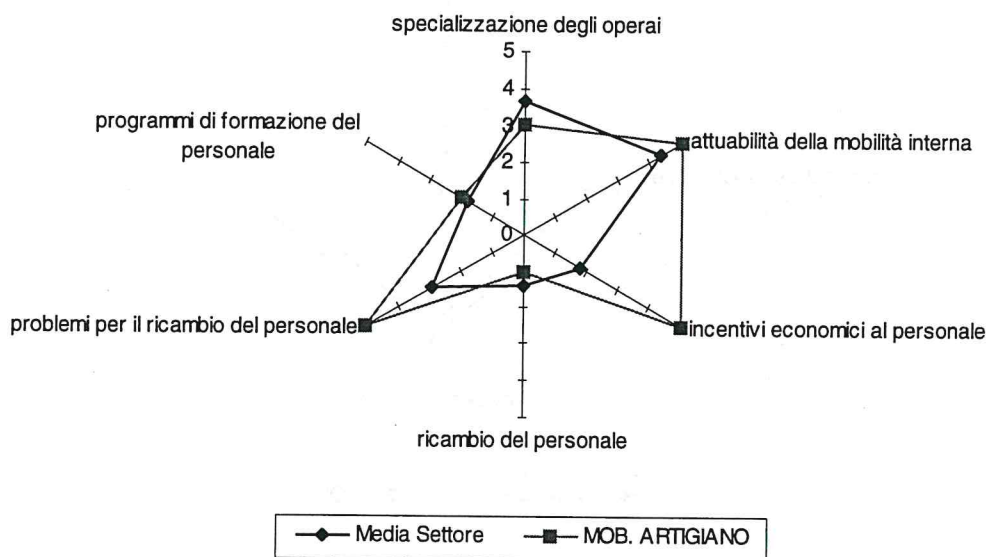 specializzazione degli operai
5
4
3
2
1
0
programmi di formazione del
personale
attuabilità della mobilità interna
problemi per il ricambio del personale
incentivi economici al personale
ricambio del personale
Media Settore
MOB. ARTIGIANO